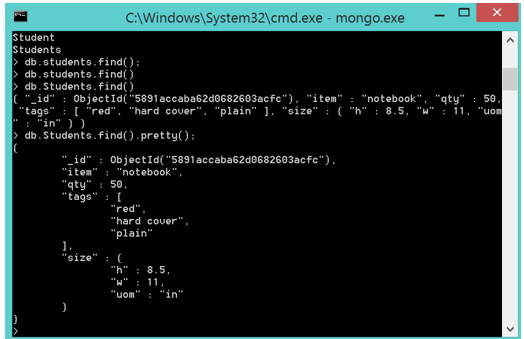 C:\Windows\System32\cmd.exe - mongo.exe
Student
Students
> db.students.find();
> db.students.find()
> db.Students.find()
{ "_id" : ObjectId("5891accaba62d0682603acfc"), "item" : "notebook", "qty" : 50,
"tags" : [ "red", "hard cover", "plain" ], "size" : { "h" : 8.5, "w" : 11, "uom
" : "in" } }
> db.Students.find().pretty();
{
"_id" : ObjectId("5891accaba62d0682603acfc"),
"item" : "notebook",
"qty" : 50,
"tags" : [
"red",
"hard cover",
"plain"
],
"size" : {
"h" : 8.5,
"w" : 11,
"uom" : "in"
}
}
>